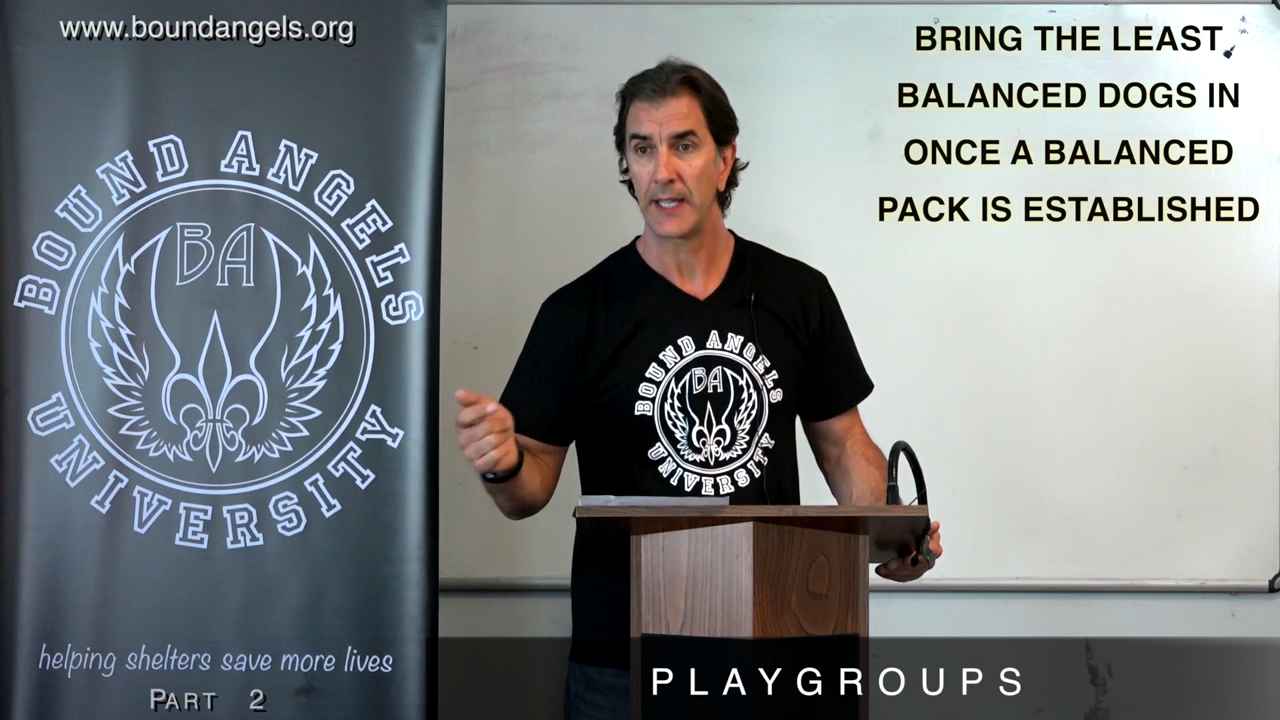 www.boundangels.org
BOUND ANGELS
BA
UNIVERSITY
helping shelters save more lives
PART 2
BRING THE LEAST
BALANCED DOGS IN
ONCE A BALANCED
PACK IS ESTABLISHED
BOUND ANGELS
BA
UNIVERSITY
PLAYGROUPS